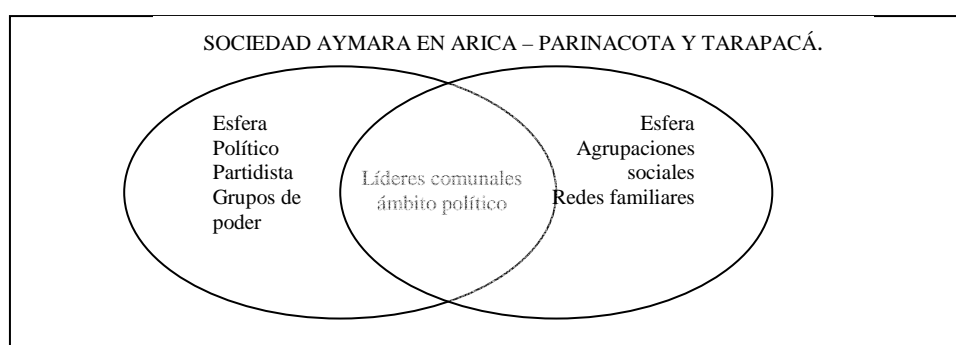 SOCIEDAD AYMARA EN ARICA – PARINACOTA Y TARAPACÁ.
Esfera
Político
Partidista
Grupos de
poder
Líderes comunales
ámbito político
Esfera
Agrupaciones
sociales
Redes familiares